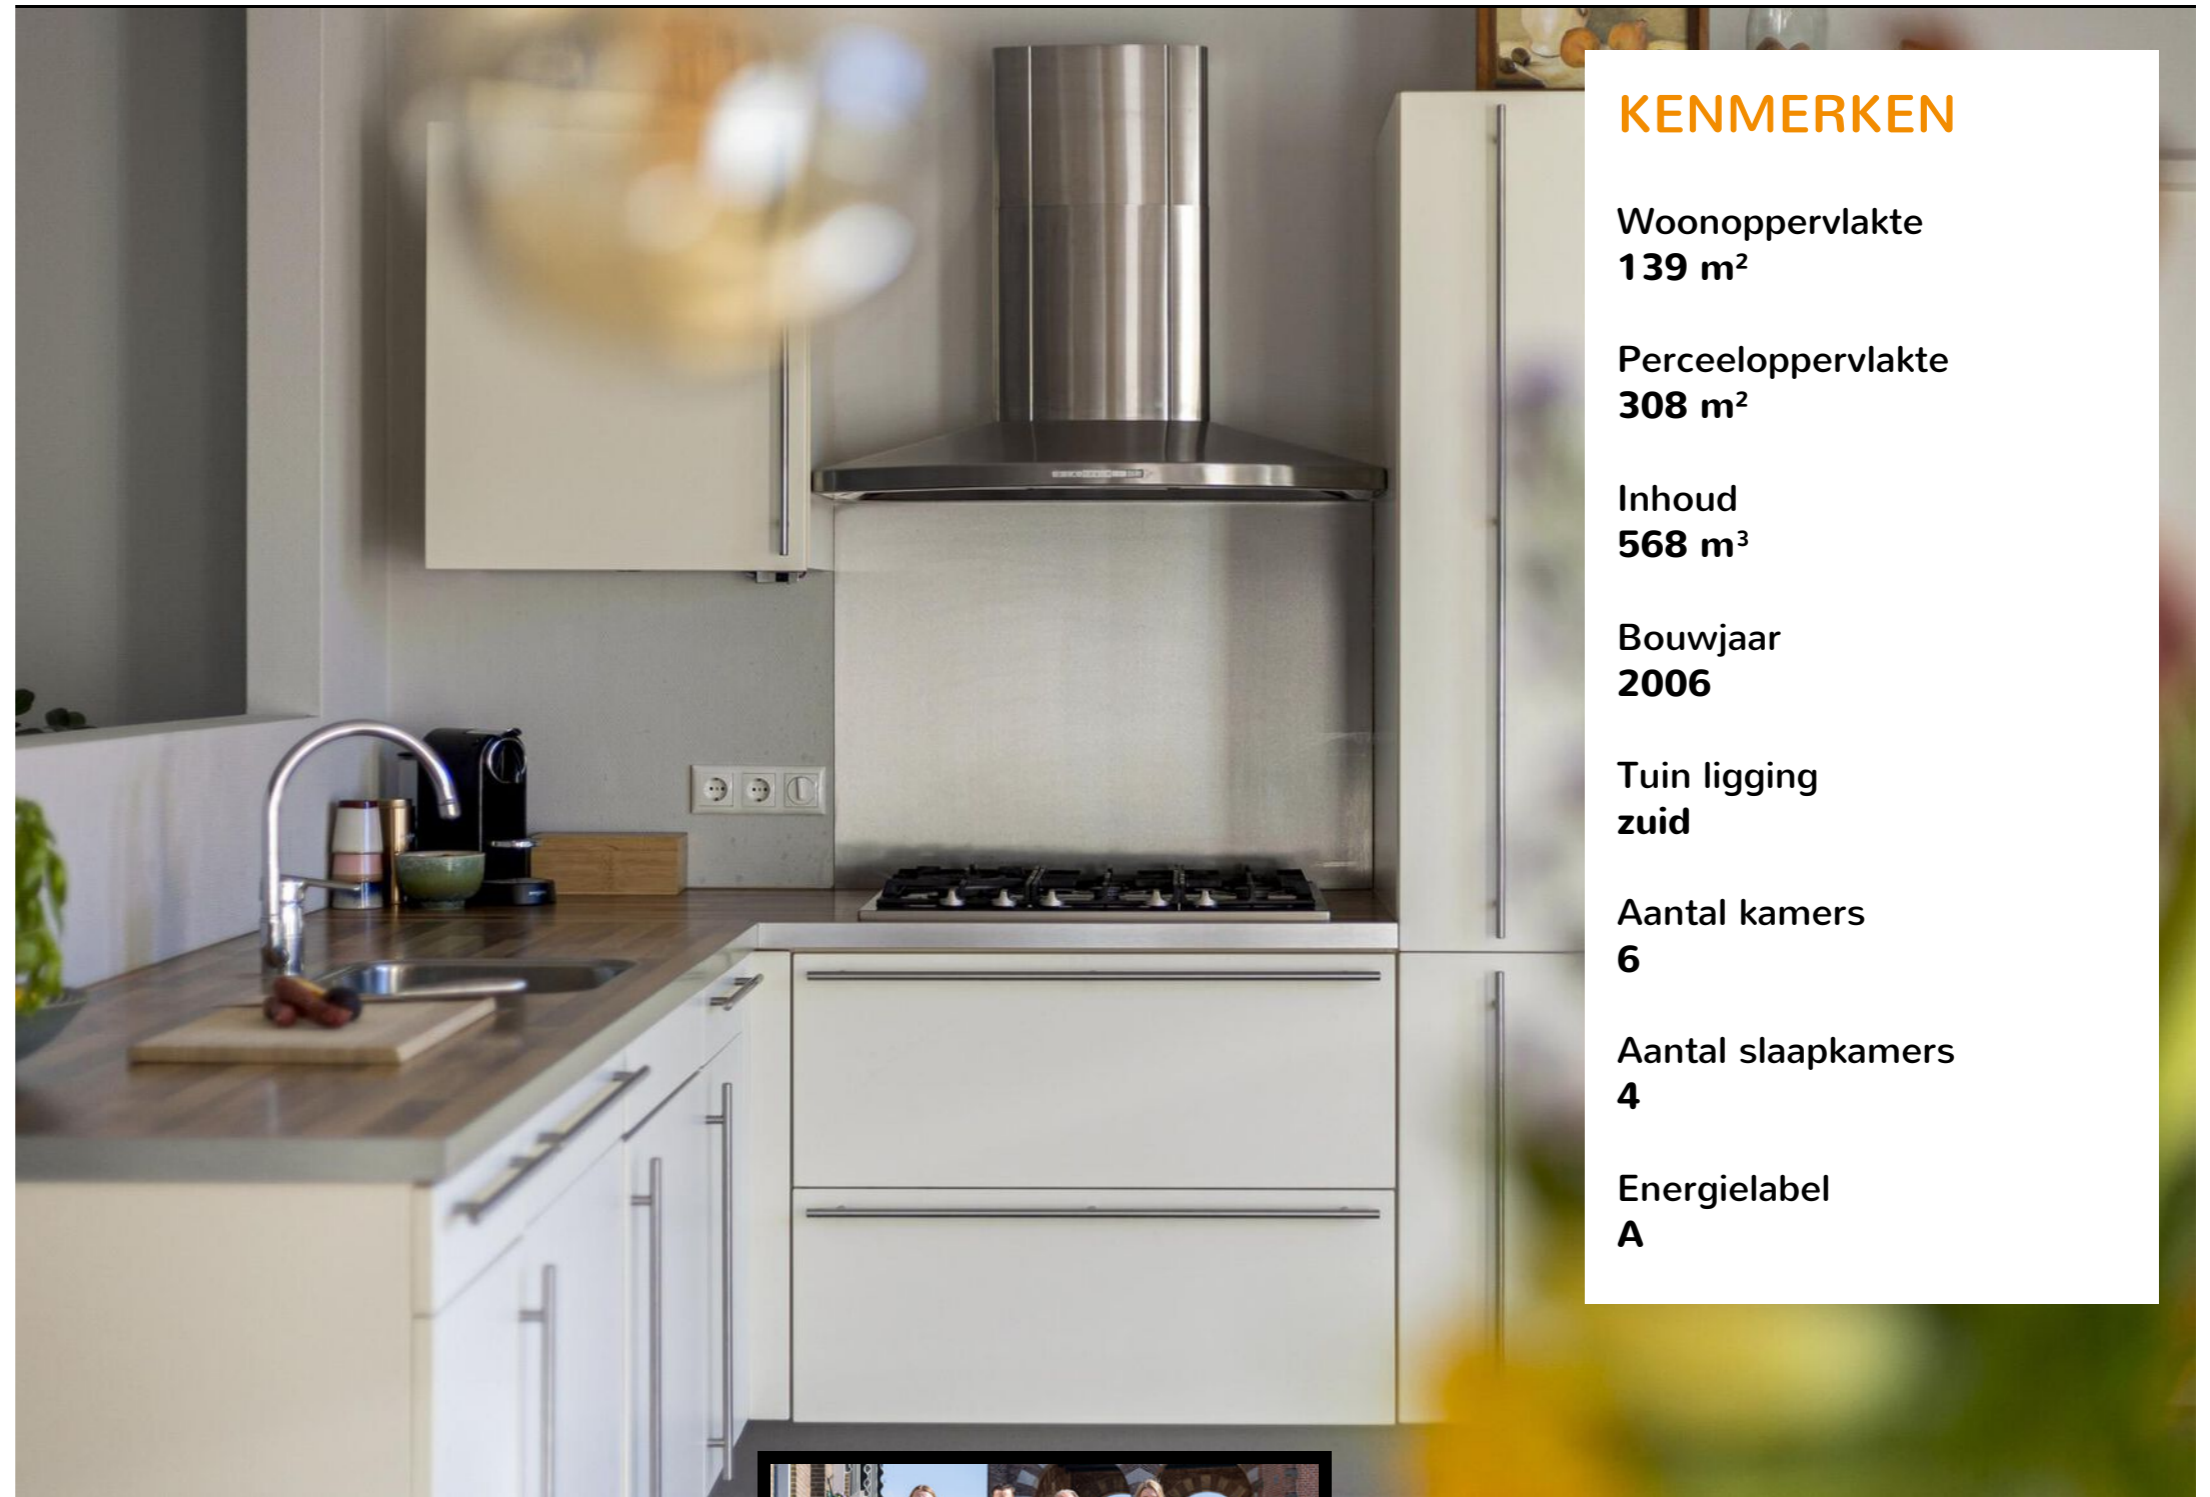 KENMERKEN
Woonoppervlakte
139 m²
Perceeloppervlakte
308 m²
Inhoud
568 m³
Bouwjaar
2006
Tuin ligging
zuid
Aantal kamers
6
Aantal slaapkamers
4
Energielabel
A